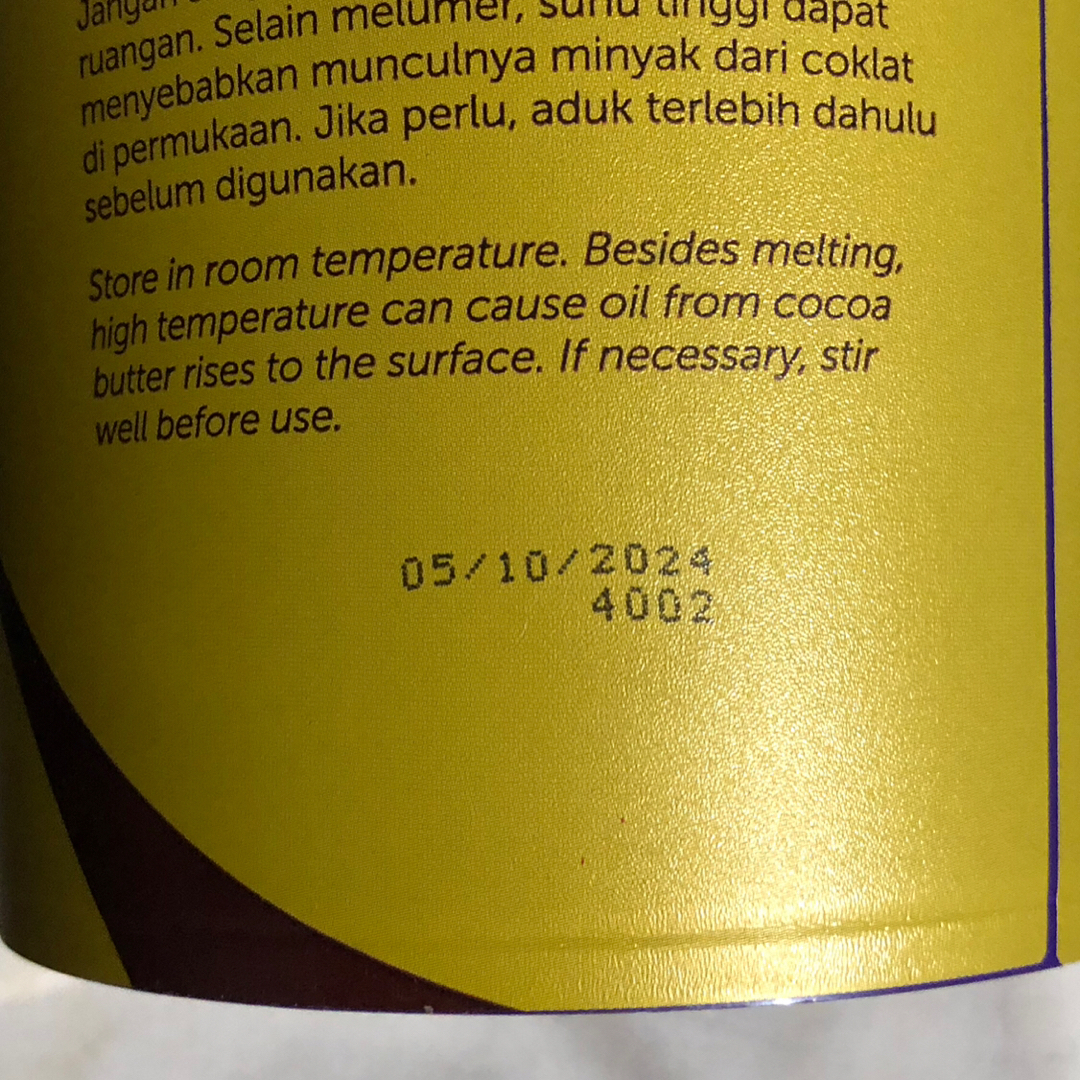 Jangan
ruangan. Selain melumer, suhu tinggi dapat
menyebabkan munculnya minyak dari coklat
di permukaan. Jika perlu, aduk terlebih dahulu
sebelum digunakan.
Store in room temperature. Besides melting,
high temperature can cause oil from cocoa
butter rises to the surface. If necessary, stir
well before use.
05/10/2024
4002